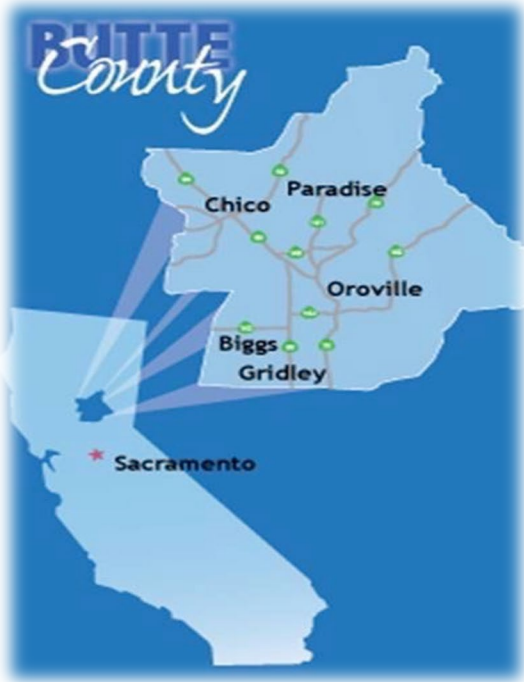 BUTTE
County
Paradise
Chico
Oroville
Biggs
Gridley
Sacramento